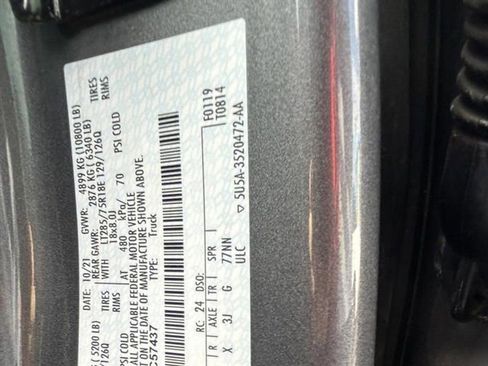 DATE: 10/21 GVWR: 4899 KG (10800 LB)
5200 LB) REAR GAWR: 2876 KG ( 6340 LB)
TIRES WITH LT285/75R18E 129/126Q TIRES
/126Q RIMS 18x8.0J RIMS
PSI COLD AT 480 kPa/ 70 PSI COLD
ALL APPLICABLE FEDERAL MOTOR VEHICLE
ON THE DATE OF MANUFACTURE SHOWN ABOVE.
C57437 TYPE: Truck
F0119
T0814
RC: 24 DSO:
R AXLE TR SPR
X 3J G 77NN
ULC
▽ 5U5A-3520472-AA